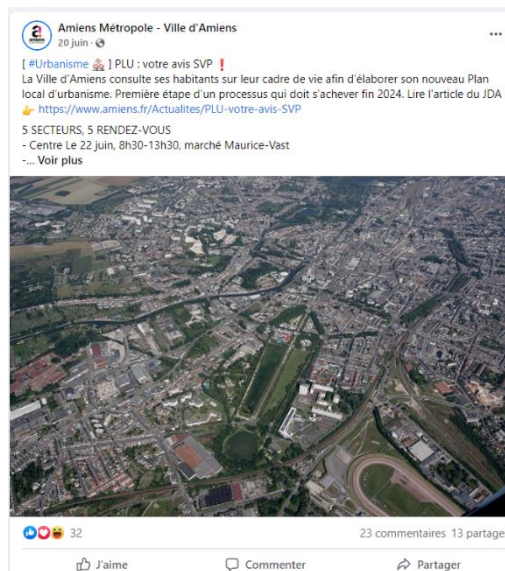 Amiens Métropole - Ville d'Amiens
20 juin ·
[ #Urbanisme 🏘️ ] PLU : votre avis SVP ❗
La Ville d'Amiens consulte ses habitants sur leur cadre de vie afin d'élaborer son nouveau Plan
local d'urbanisme. Première étape d'un processus qui doit s'achever fin 2024. Lire l'article du JDA
👉 https://www.amiens.fr/Actualites/PLU-votre-avis-SVP
5 SECTEURS, 5 RENDEZ-VOUS
- Centre Le 22 juin, 8h30-13h30, marché Maurice-Vast
-... Voir plus
32
23 commentaires 13 partage
J'aime
Commenter
Partager